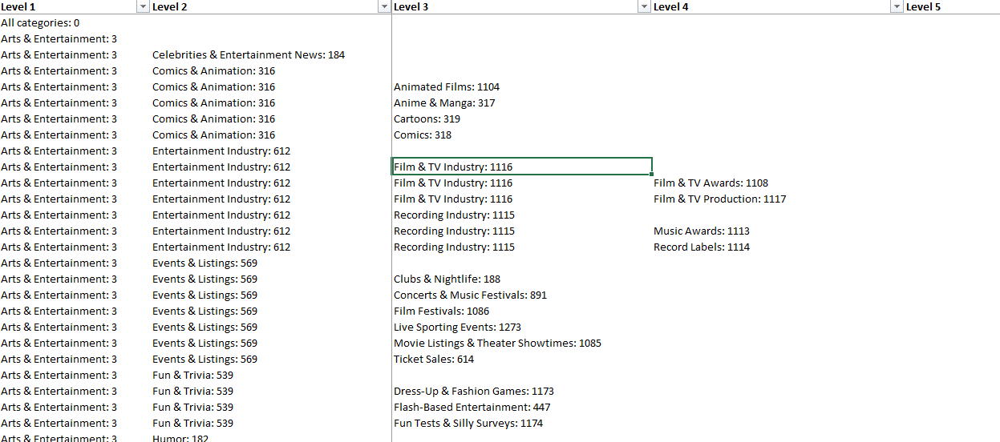 Level 1 Level 2 Level 3 Level 4 Level 5
All categories: 0
Arts & Entertainment: 3
Arts & Entertainment: 3 Celebrities & Entertainment News: 184
Arts & Entertainment: 3 Comics & Animation: 316
Arts & Entertainment: 3 Comics & Animation: 316 Animated Films: 1104
Arts & Entertainment: 3 Comics & Animation: 316 Anime & Manga: 317
Arts & Entertainment: 3 Comics & Animation: 316 Cartoons: 319
Arts & Entertainment: 3 Comics & Animation: 316 Comics: 318
Arts & Entertainment: 3 Entertainment Industry: 612
Arts & Entertainment: 3 Entertainment Industry: 612 Film & TV Industry: 1116
Arts & Entertainment: 3 Entertainment Industry: 612 Film & TV Industry: 1116 Film & TV Awards: 1108
Arts & Entertainment: 3 Entertainment Industry: 612 Film & TV Industry: 1116 Film & TV Production: 1117
Arts & Entertainment: 3 Entertainment Industry: 612 Recording Industry: 1115
Arts & Entertainment: 3 Entertainment Industry: 612 Recording Industry: 1115 Music Awards: 1113
Arts & Entertainment: 3 Entertainment Industry: 612 Recording Industry: 1115 Record Labels: 1114
Arts & Entertainment: 3 Events & Listings: 569
Arts & Entertainment: 3 Events & Listings: 569 Clubs & Nightlife: 188
Arts & Entertainment: 3 Events & Listings: 569 Concerts & Music Festivals: 891
Arts & Entertainment: 3 Events & Listings: 569 Film Festivals: 1086
Arts & Entertainment: 3 Events & Listings: 569 Live Sporting Events: 1273
Arts & Entertainment: 3 Events & Listings: 569 Movie Listings & Theater Showtimes: 1085
Arts & Entertainment: 3 Events & Listings: 569 Ticket Sales: 614
Arts & Entertainment: 3 Fun & Trivia: 539
Arts & Entertainment: 3 Fun & Trivia: 539 Dress-Up & Fashion Games: 1173
Arts & Entertainment: 3 Fun & Trivia: 539 Flash-Based Entertainment: 447
Arts & Entertainment: 3 Fun & Trivia: 539 Fun Tests & Silly Surveys: 1174
Arts & Entertainment: 3 Humor: 182